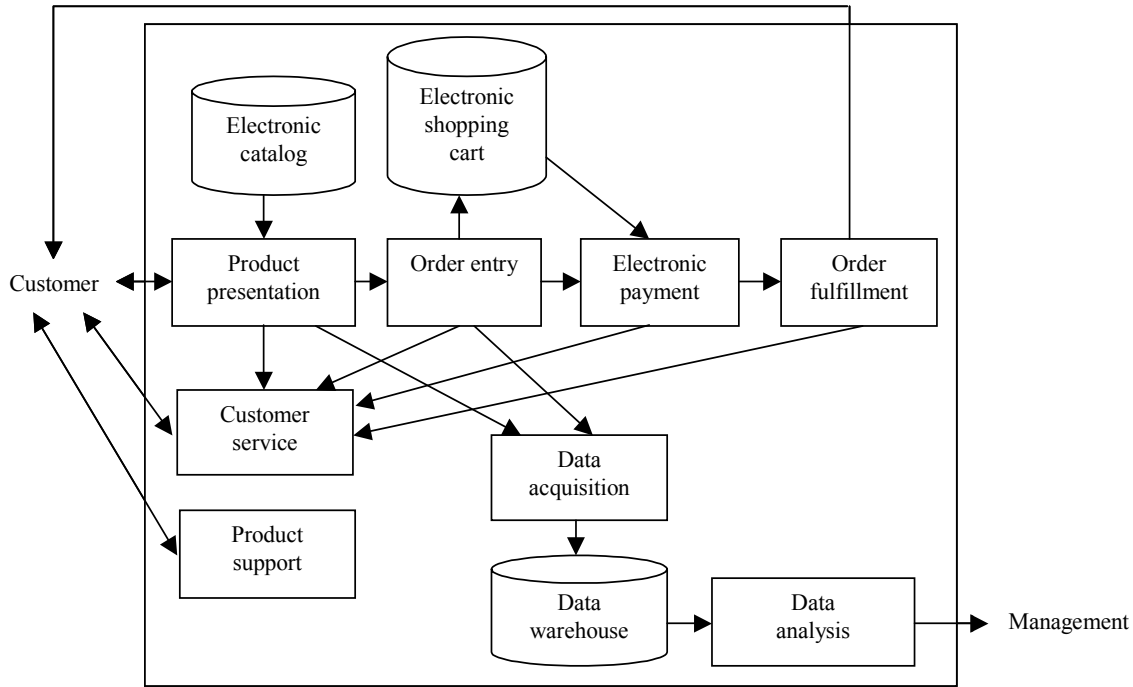 Electronic
catalog
Electronic
shopping
cart
Customer
Product
presentation
Order entry
Electronic
payment
Order
fulfillment
Customer
service
Data
acquisition
Product
support
Data
warehouse
Data
analysis
Management